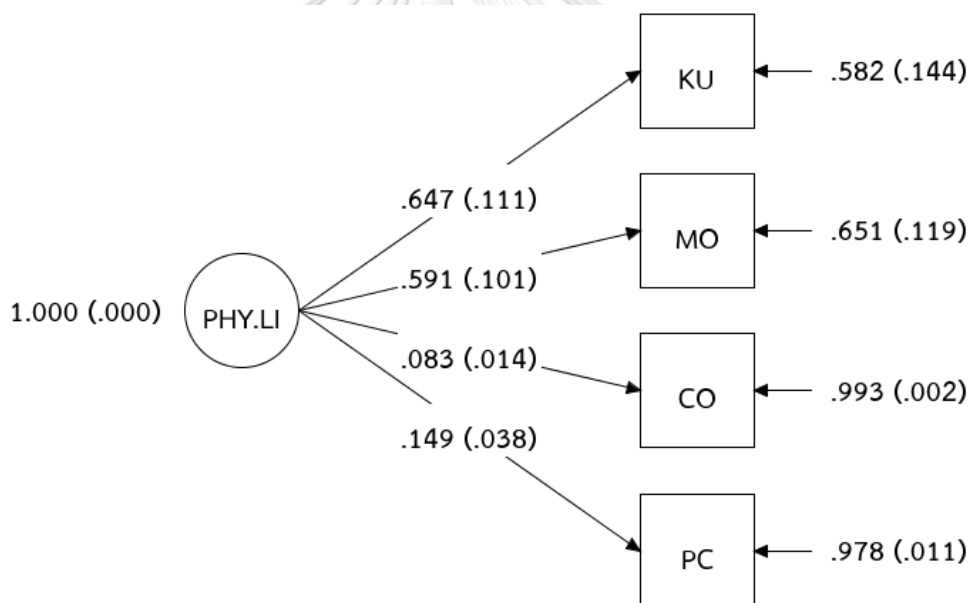 KU
.582 (.144)
.647 (.111)
MO
.651 (.119)
.591 (.101)
1.000 (.000)
PHY.LI
.083 (.014)
CO
.993 (.002)
.149 (.038)
PC
.978 (.011)